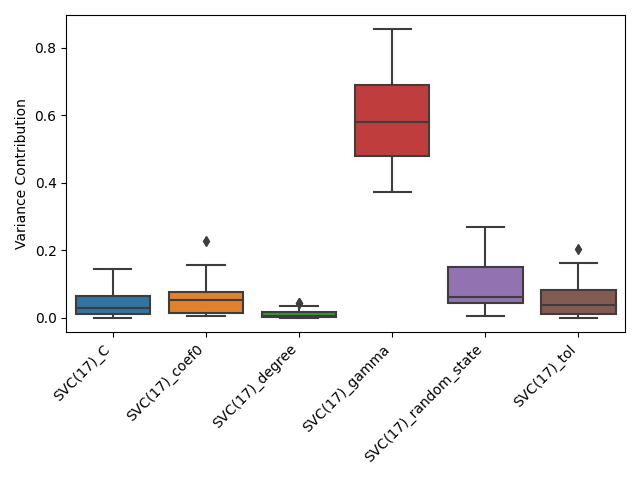 Variance Contribution
0.8
0.6
0.4
0.2
0.0
SVC(17)_C
SVC(17)_coef0
SVC(17)_degree
SVC(17)_gamma
SVC(17)_random_state
SVC(17)_tol